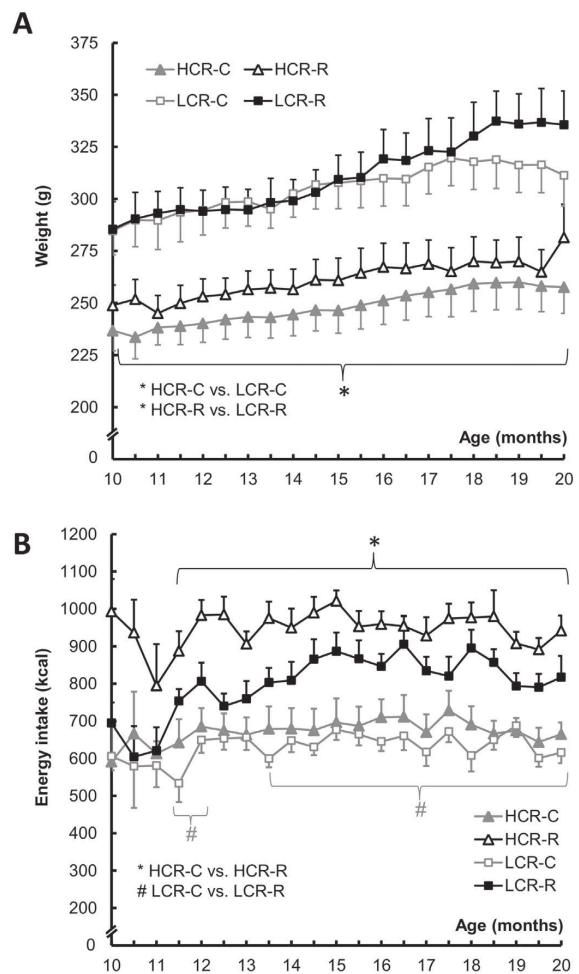 A
375
350
325
300
275
250
225
200
0
Weight (g)
HCR-C HCR-R
LCR-C LCR-R
*
* HCR-C vs. LCR-C
* HCR-R vs. LCR-R
Age (months)
10 11 12 13 14 15 16 17 18 19 20
B
1200
1100
1000
900
800
700
600
500
400
300
200
0
Energy intake (kcal)
*
#
#
HCR-C
HCR-R
LCR-C
LCR-R
* HCR-C vs. HCR-R
# LCR-C vs. LCR-R
Age (months)
10 11 12 13 14 15 16 17 18 19 20